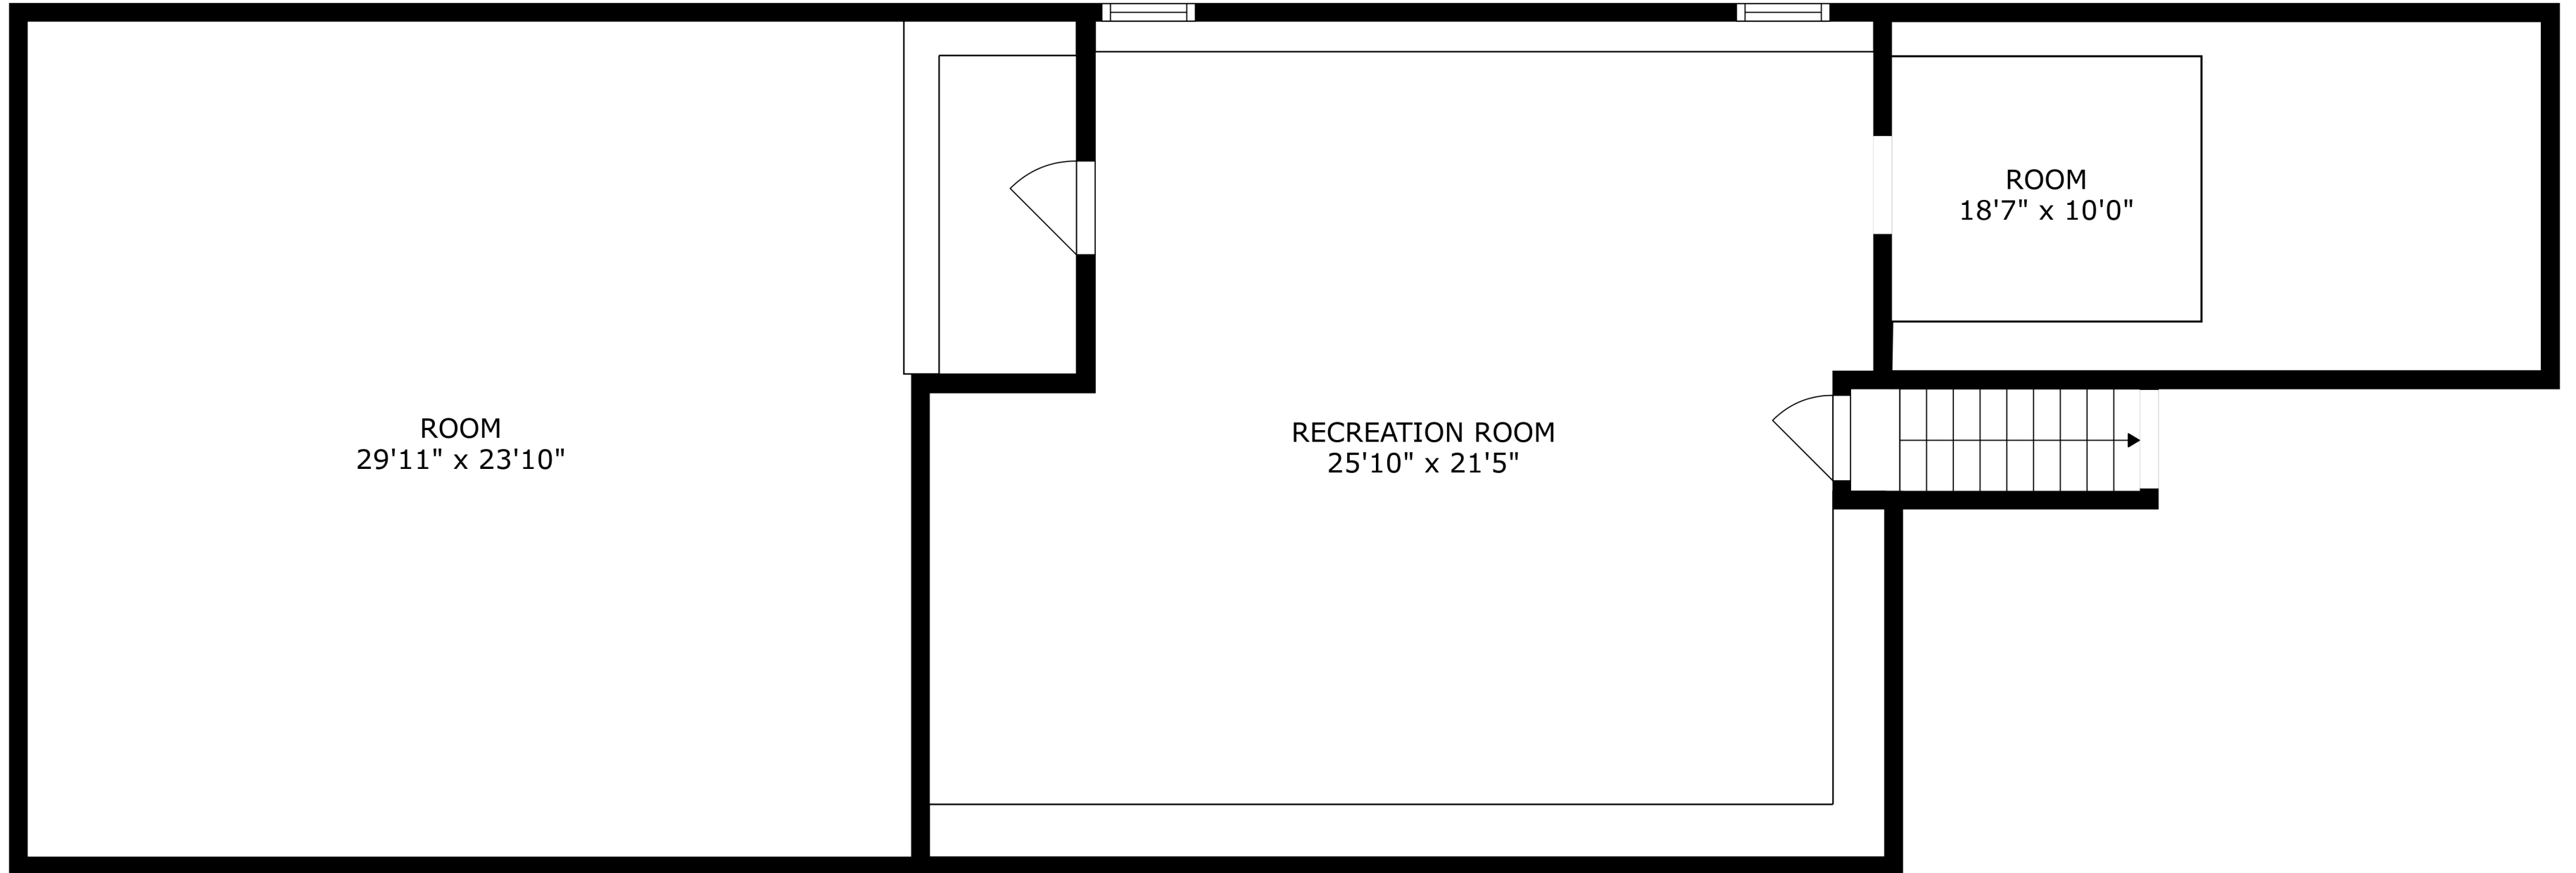 ROOM
29'11" x 23'10"
RECREATION ROOM
25'10" x 21'5"
ROOM
18'7" x 10'0"